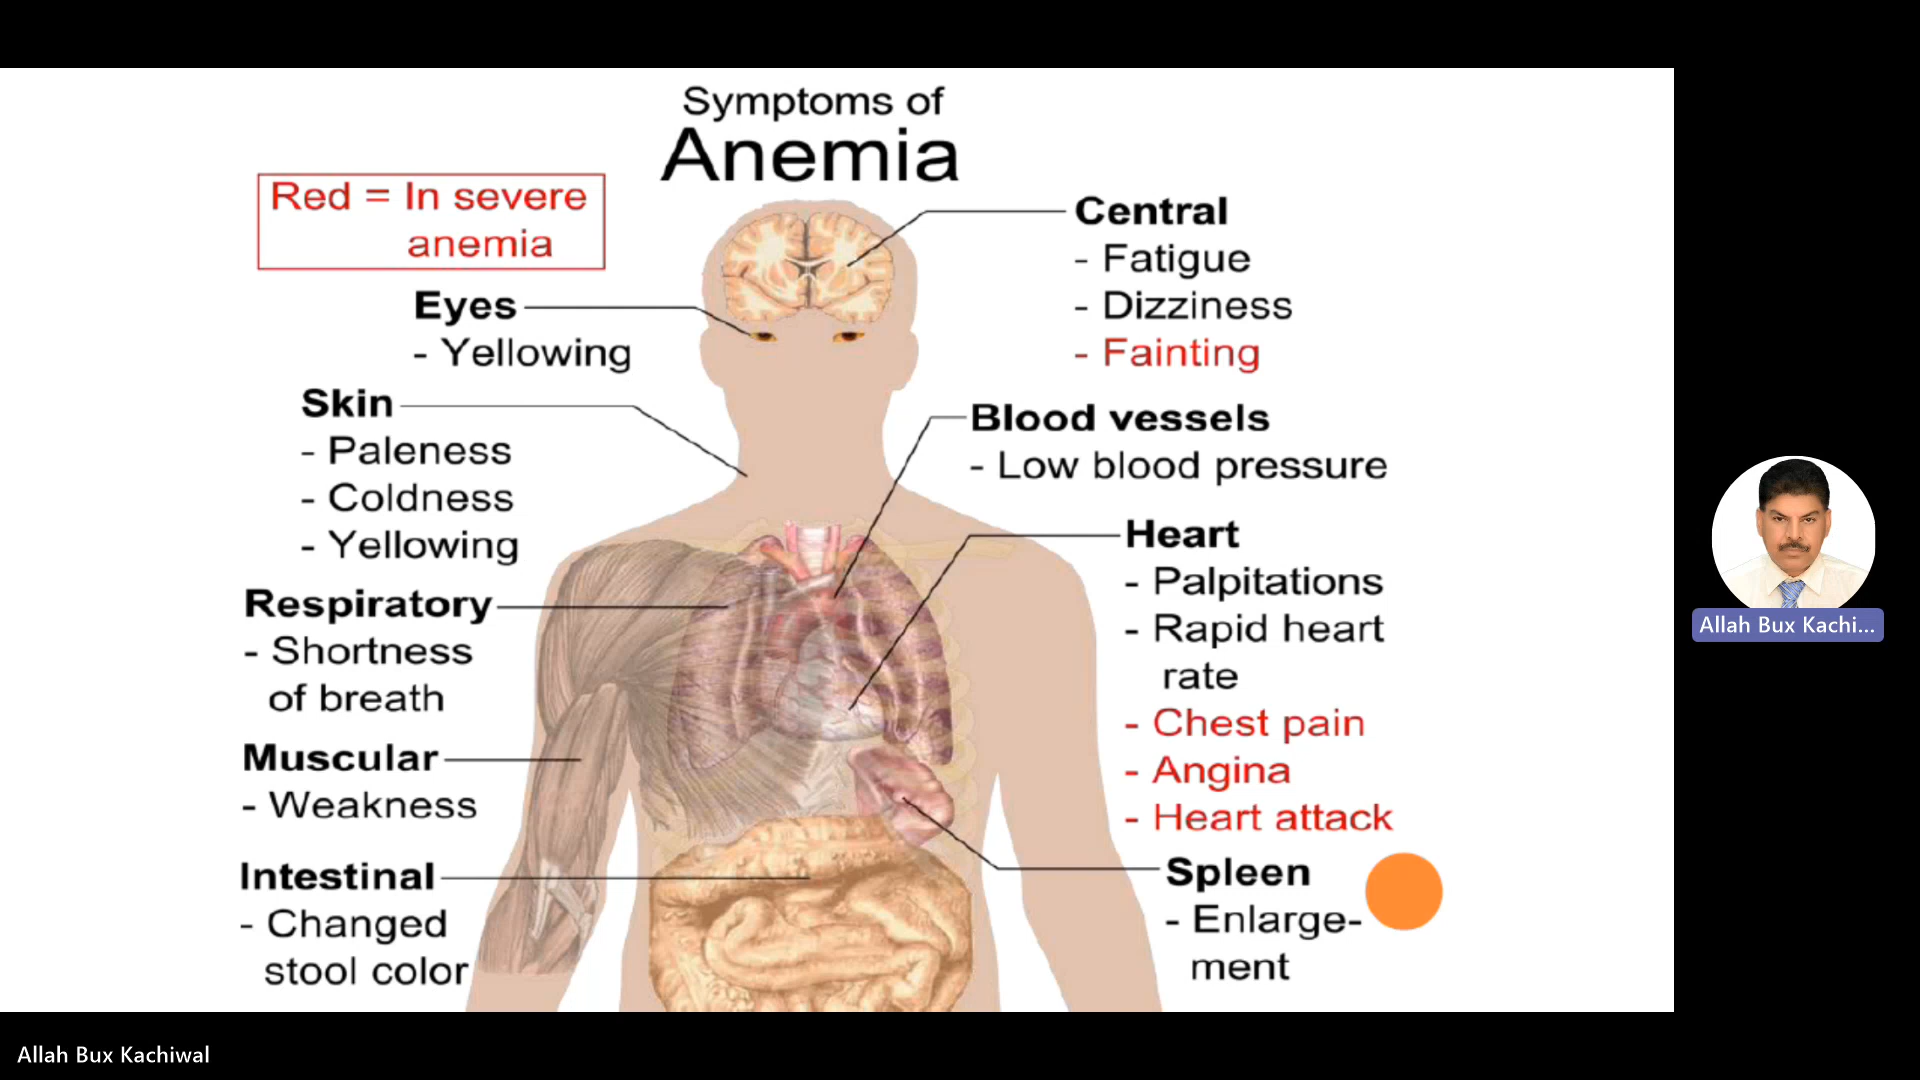 Symptoms of
Anemia
Red = In severe
anemia
Eyes
- Yellowing
Skin
- Paleness
- Coldness
- Yellowing
Respiratory
- Shortness
of breath
Muscular
- Weakness
Intestinal
- Changed
stool color
Central
- Fatigue
- Dizziness
- Fainting
Blood vessels
- Low blood pressure
Heart
- Palpitations
- Rapid heart
rate
- Chest pain
- Angina
- Heart attack
Spleen
- Enlarge-
ment
Allah Bux Kachi...
Allah Bux Kachiwal